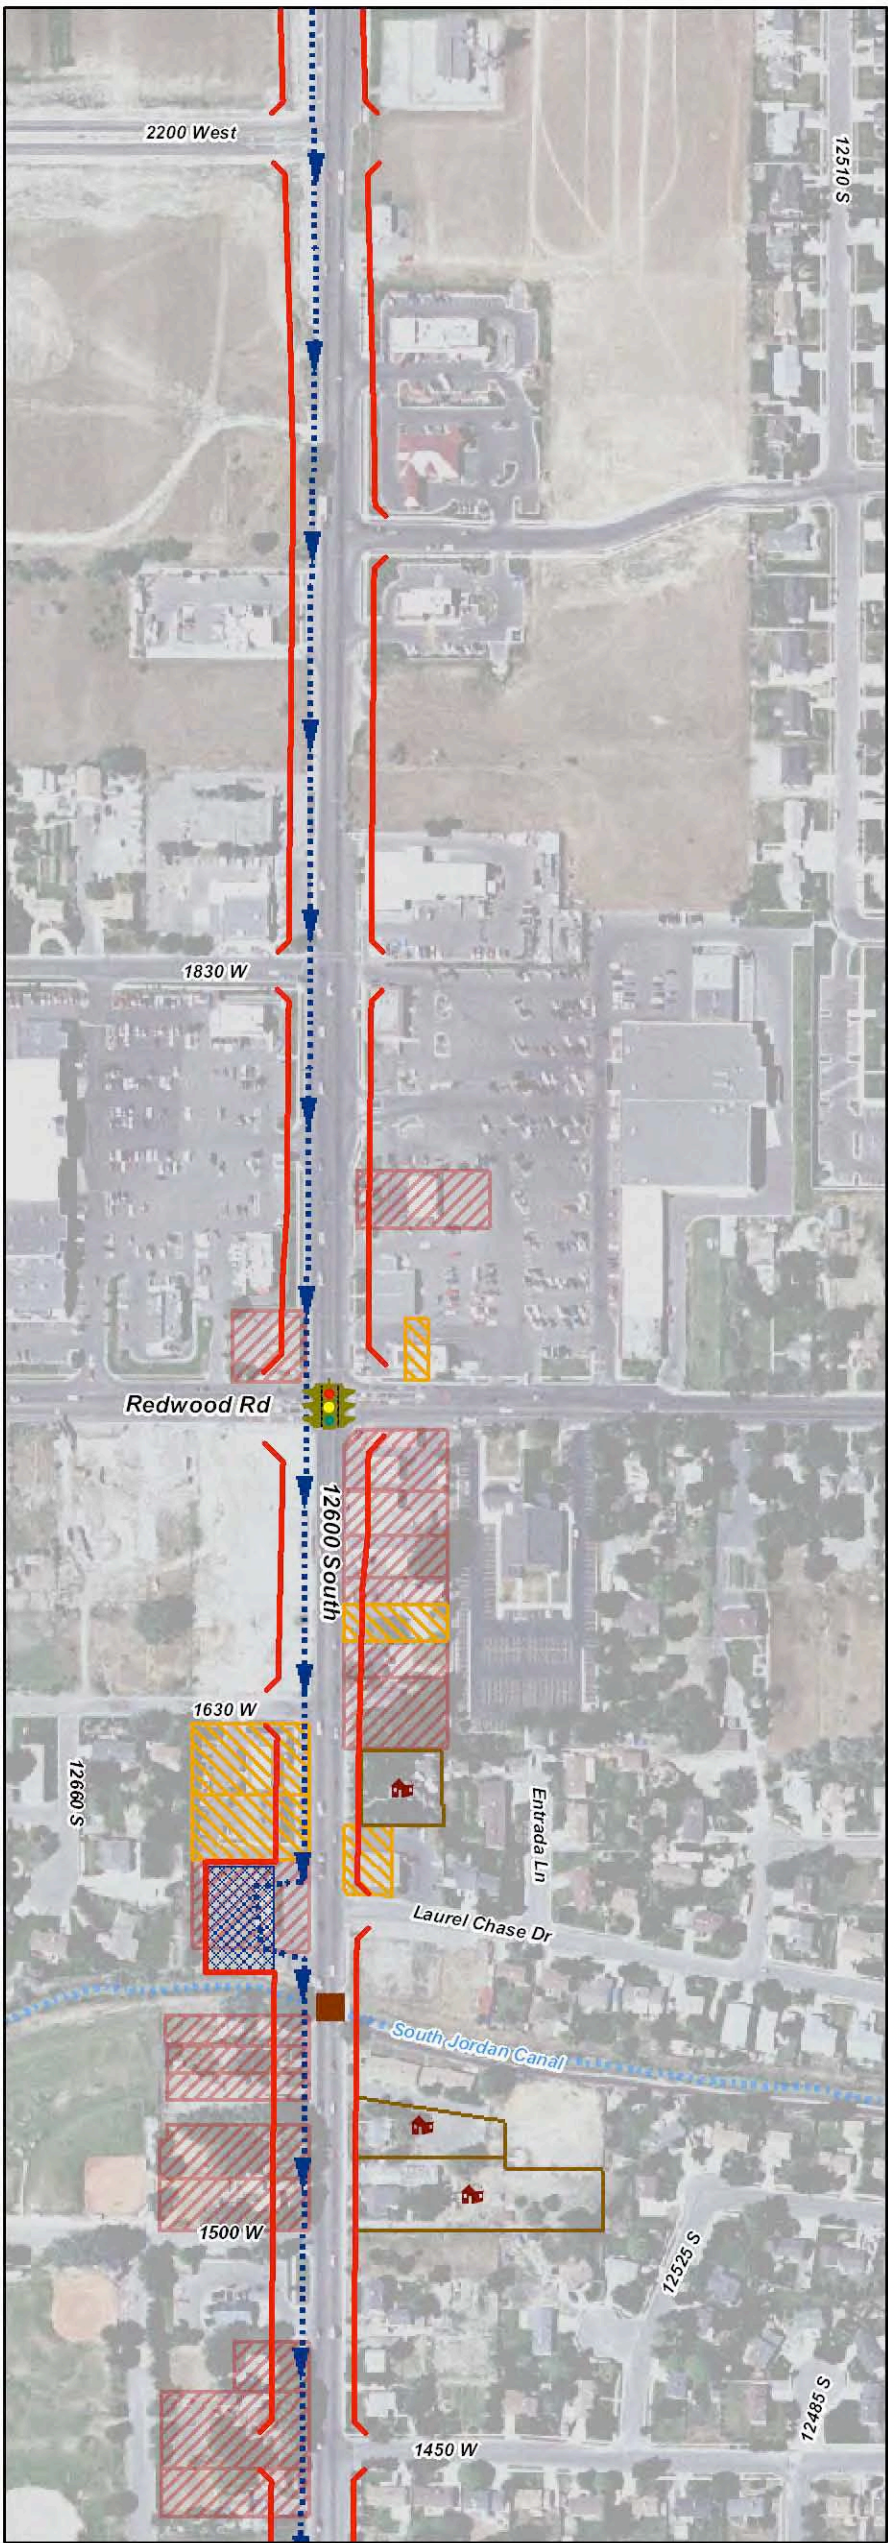 2200 West
12510 S
1830 W
Redwood Rd
12600 South
1630 W
12660 S
Entrada Ln
Laurel Chase Dr
South Jordan Canal
1500 W
12525 S
12485 S
1450 W